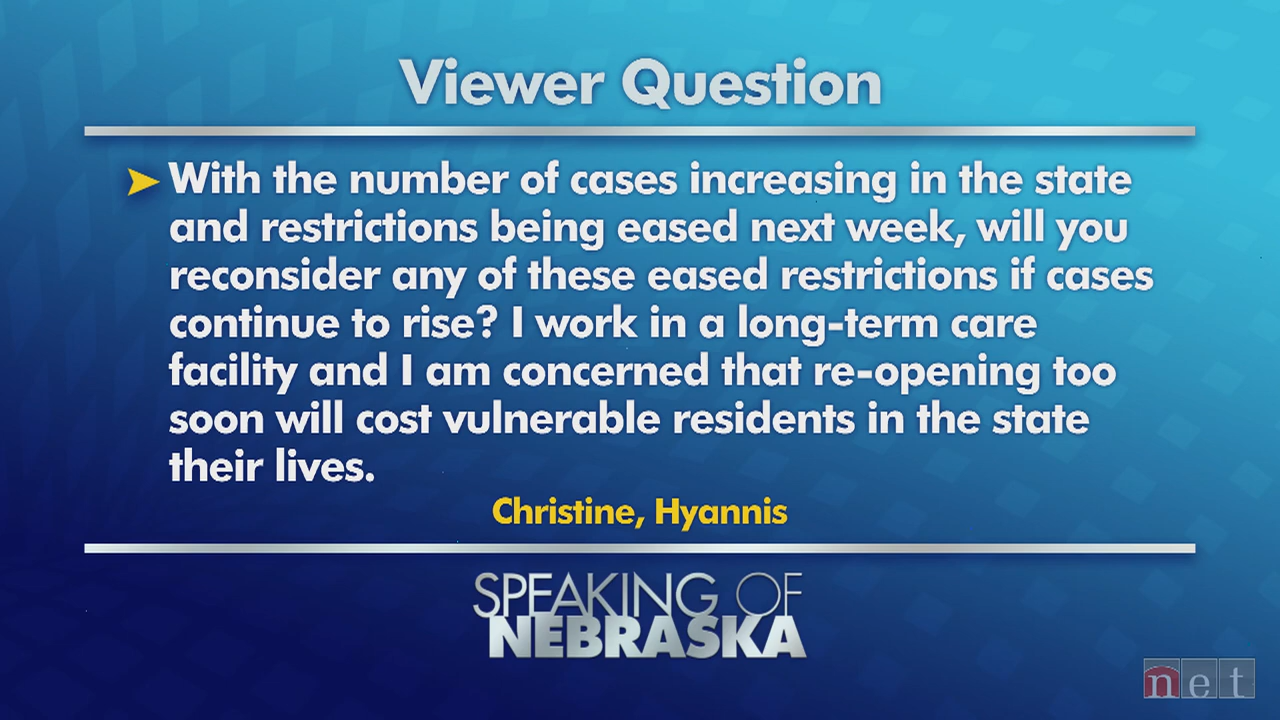 Viewer Question
With the number of cases increasing in the state
and restrictions being eased next week, will you
reconsider any of these eased restrictions if cases
continue to rise? I work in a long-term care
facility and I am concerned that re-opening too
soon will cost vulnerable residents in the state
their lives.
Christine, Hyannis
SPEAKING OF
NEBRASKA
net